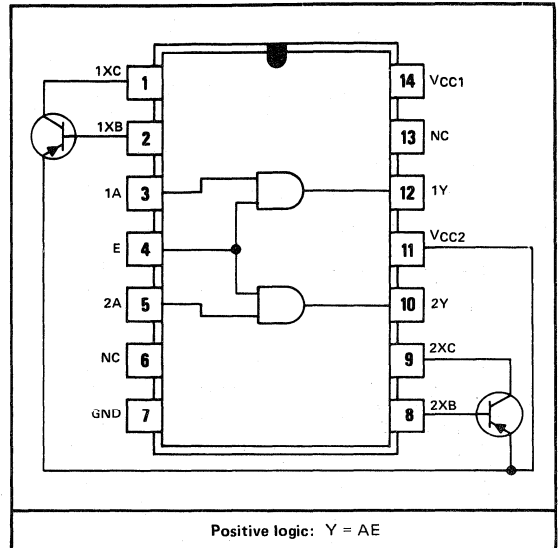 1XC 1 14 VCC1
1XB 2 13 NC
1A 3 12 1Y
E 4 11 VCC2
2A 5 10 2Y
NC 6 9 2XC
GND 7 8 2XB
Positive logic: Y = AE